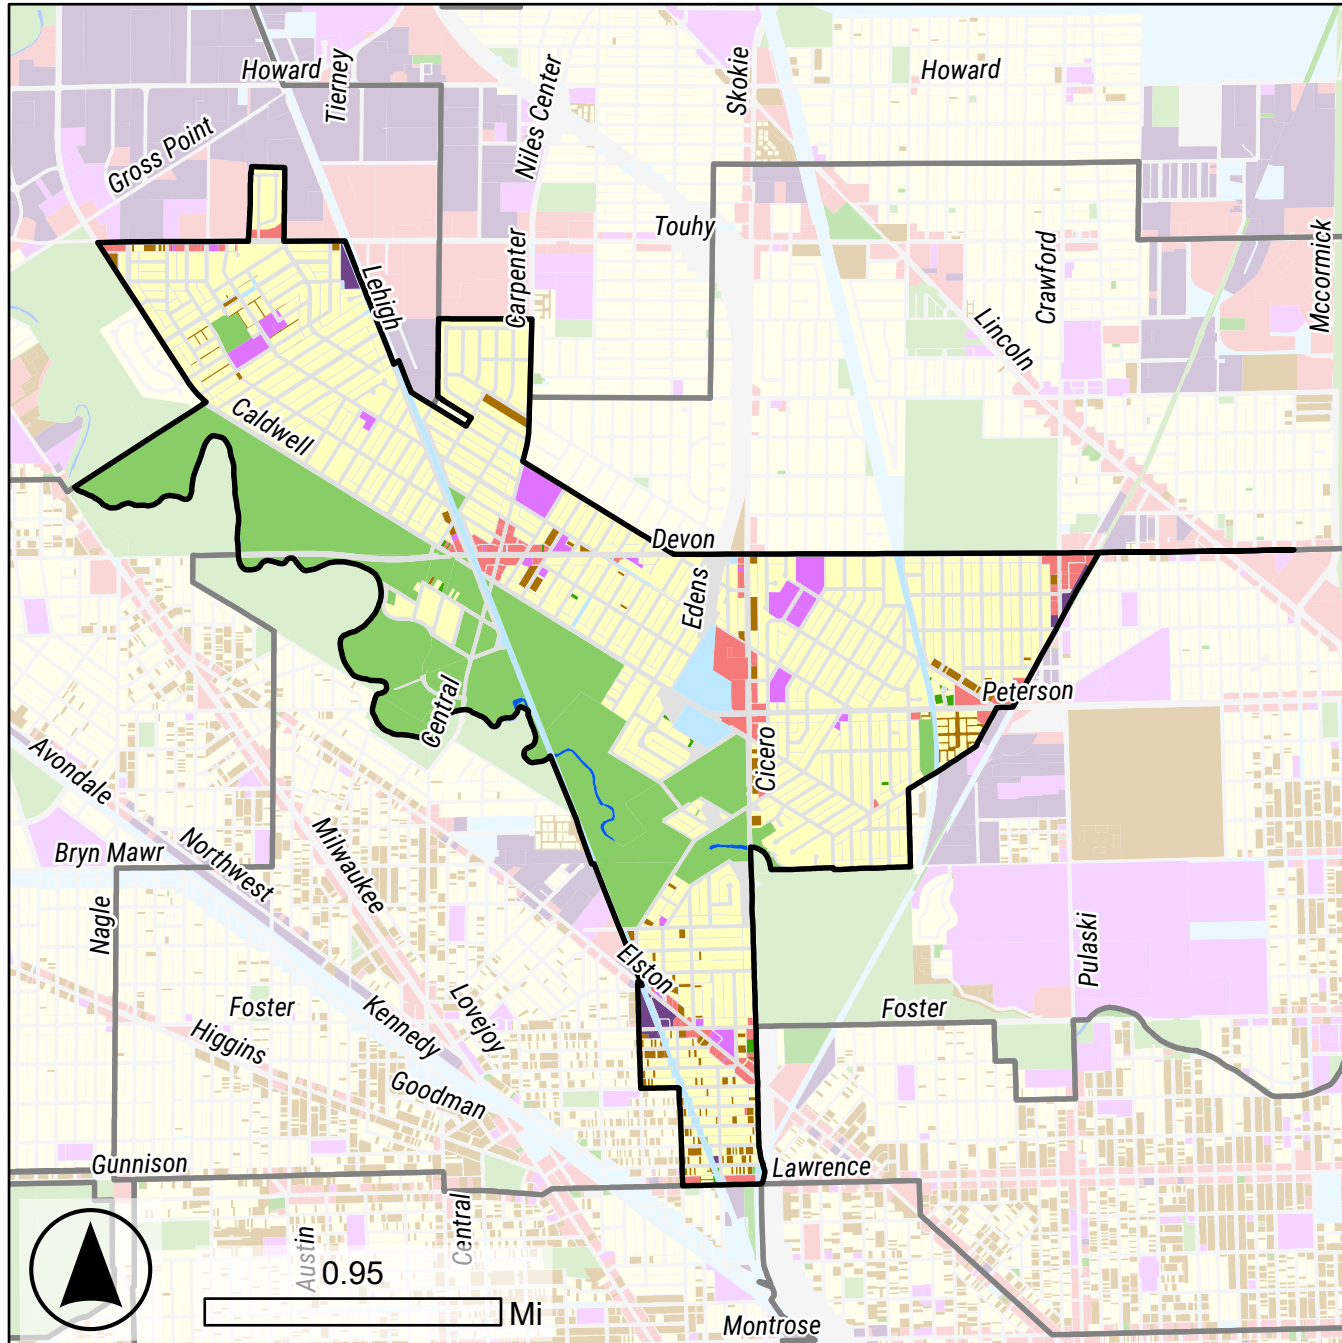 Howard
Tierney
Niles Center
Skokie
Howard
Gross Point
Touhy
Carpenter
Crawford
Mccormick
Lehigh
Lincoln
Caldwell
Devon
Edens
Peterson
Central
Cicero
Avondale
Northwest
Milwaukee
Bryn Mawr
Nagle
Elston
Pulaski
Foster
Higgins
Kennedy
Lovejoy
Foster
Goodman
Gunnison
Lawrence
Austin
Central
0.95
Mi
Montrose